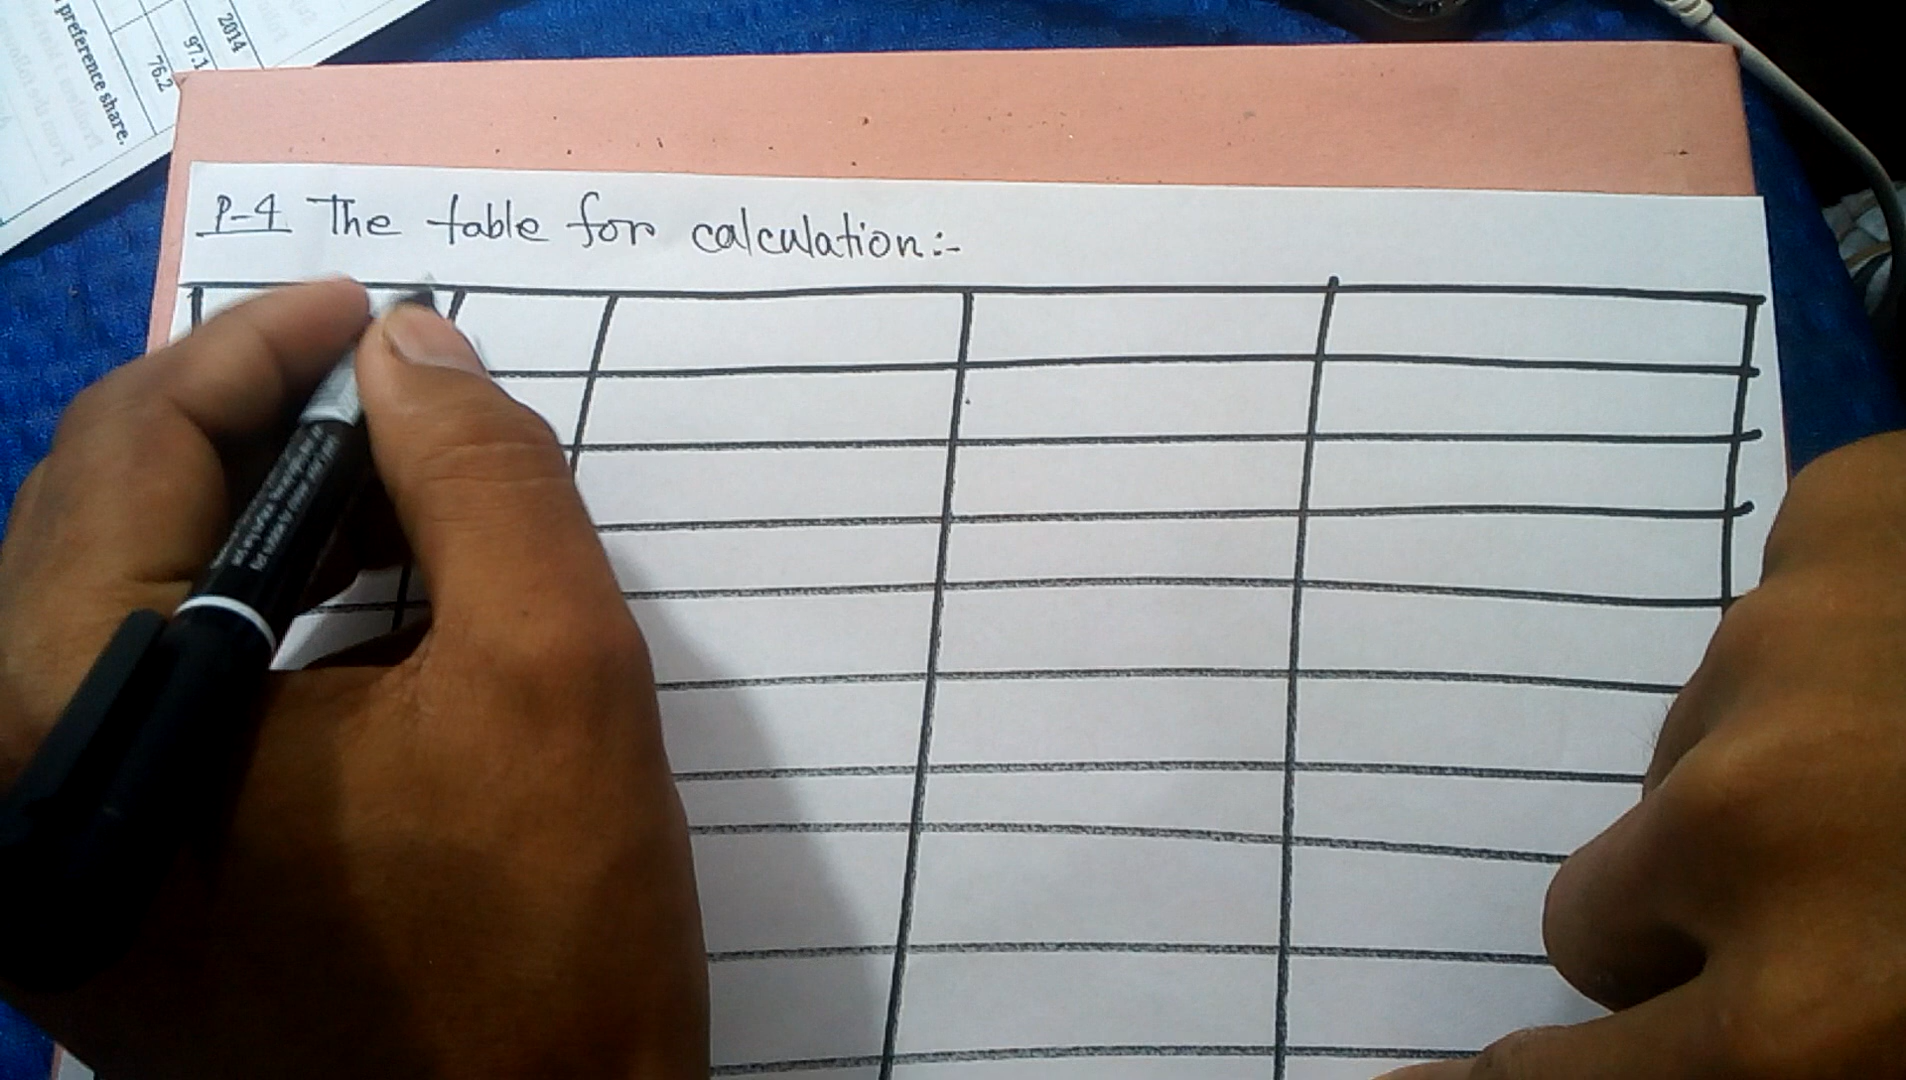 preference share.
2014
97.1
76.2
P-4 The table for calculation:-